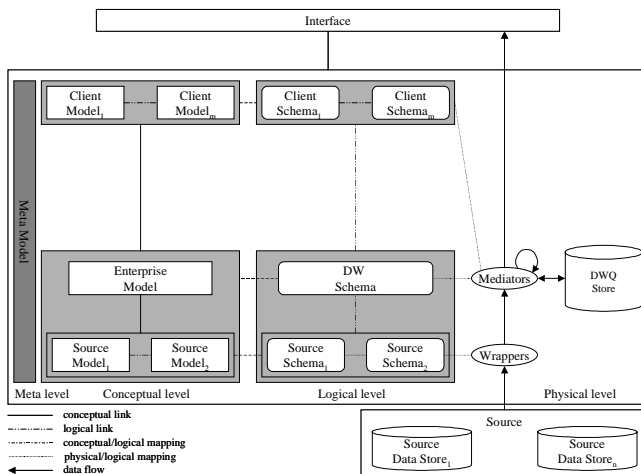 Interface
Meta Model
Client
Model1
Client
Modelm
Client
Schema1
Client
Schemam
Enterprise
Model
DW
Schema
Mediators
DWQ
Store
Source
Model1
Source
Model2
Source
Schema1
Source
Schema2
Wrappers
Meta level
Conceptual level
Logical level
Physical level
conceptual link
logical link
conceptual/logical mapping
physical/logical mapping
data flow
Source
Source
Data Store1
Source
Data Storen